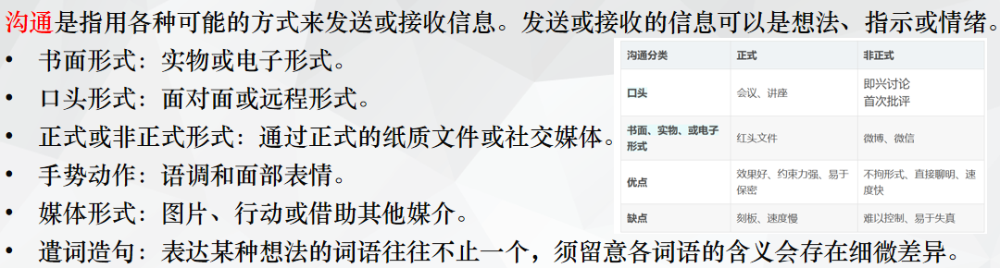 沟通是指用各种可能的方式来发送或接收信息。发送或接收的信息可以是想法、指示或情绪。
• 书面形式：实物或电子形式。
• 口头形式：面对面或远程形式。
• 正式或非正式形式：通过正式的纸质文件或社交媒体。
• 手势动作：语调和面部表情。
• 媒体形式：图片、行动或借助其他媒介。
• 遣词造句：表达某种想法的词语往往不止一个，须留意各词语的含义会存在细微差异。
沟通分类 正式 非正式
口头 会议、讲座 即兴讨论
首次批评
书面、实物、或电子
形式 红头文件 微博、微信
优点 效果好、约束力强、易于
保密 不拘形式、直接聊明、速
度快
缺点 刻板、速度慢 难以控制、易于失真